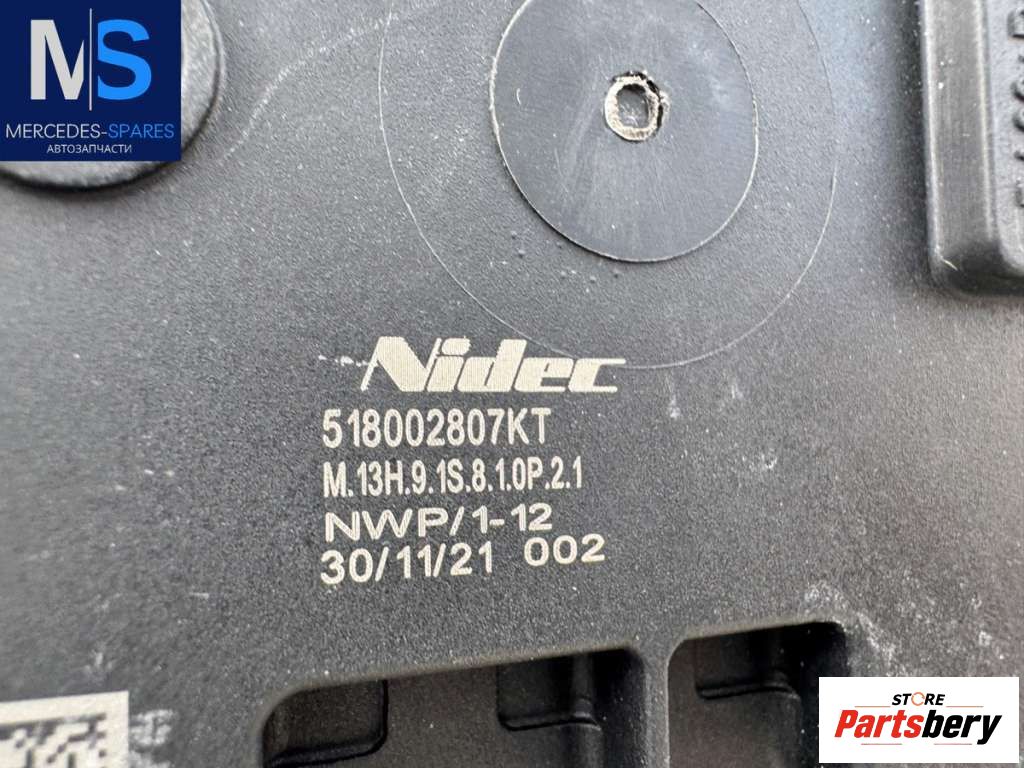 MS
MERCEDES-SPARES
АВТОЗАПЧАСТИ
Nidec
518002807KT
M.13H.9.1S.8.1.0P.2.1
NWP/1-12
30/11/21 002
STORE
Partsbery